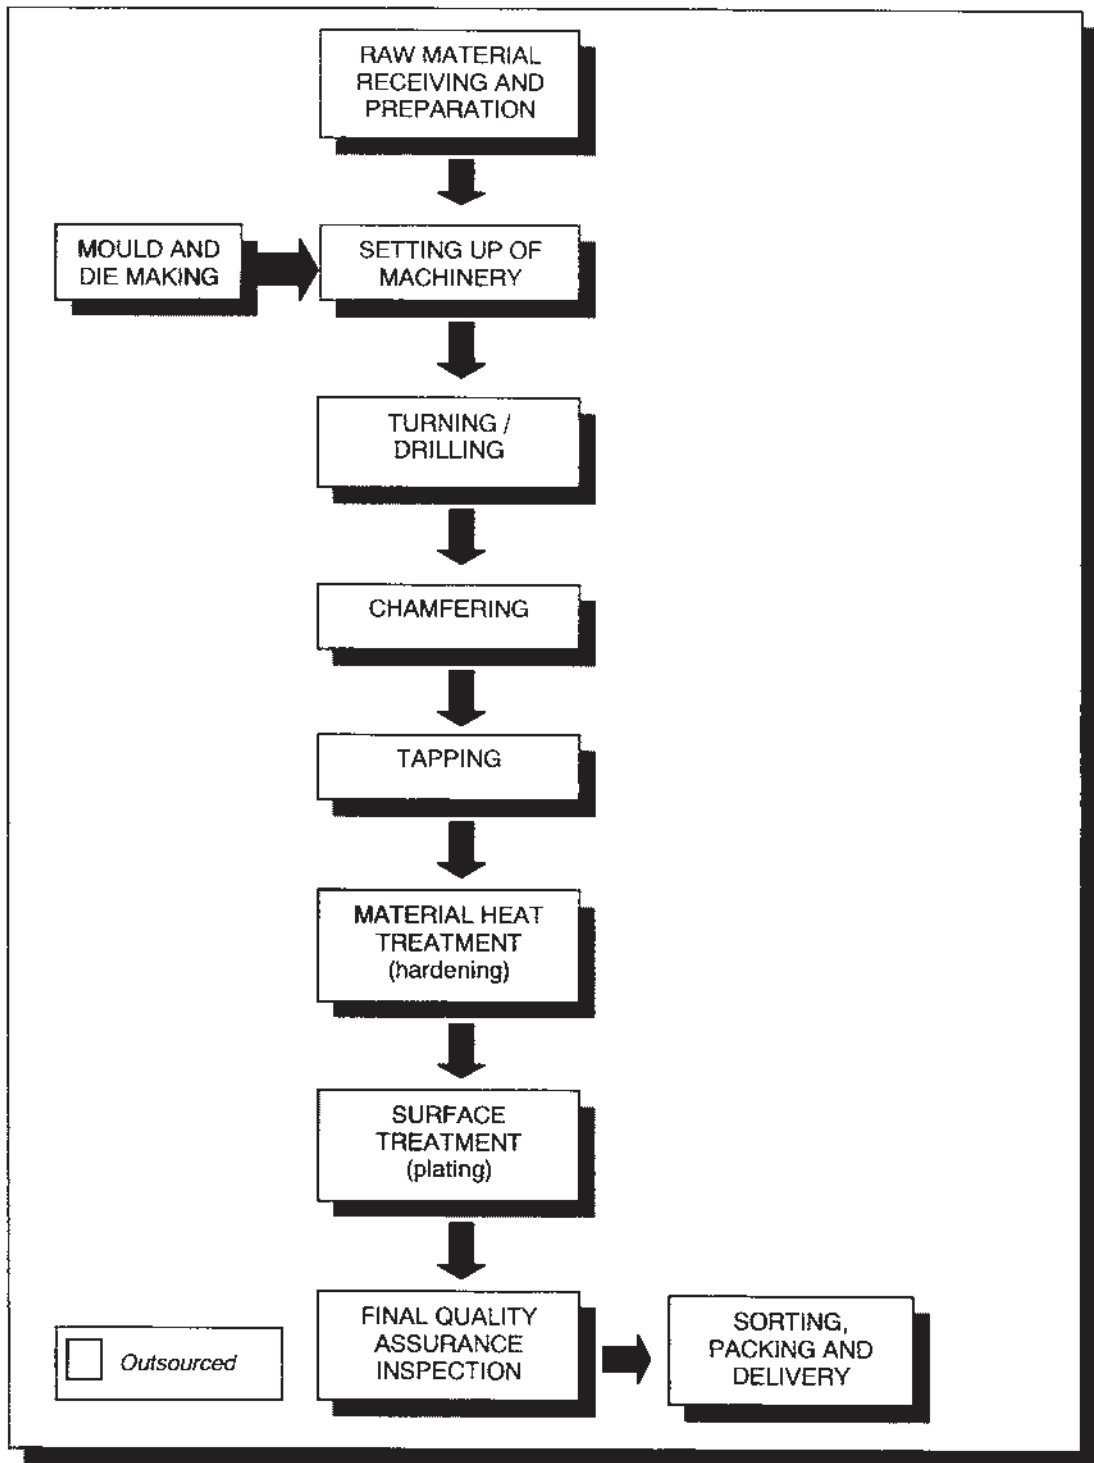 RAW MATERIAL
RECEIVING AND
PREPARATION
MOULD AND
DIE MAKING
SETTING UP OF
MACHINERY
TURNING /
DRILLING
CHAMFERING
TAPPING
MATERIAL HEAT
TREATMENT
(hardening)
SURFACE
TREATMENT
(plating)
FINAL QUALITY
ASSURANCE
INSPECTION
SORTING,
PACKING AND
DELIVERY
Outsourced